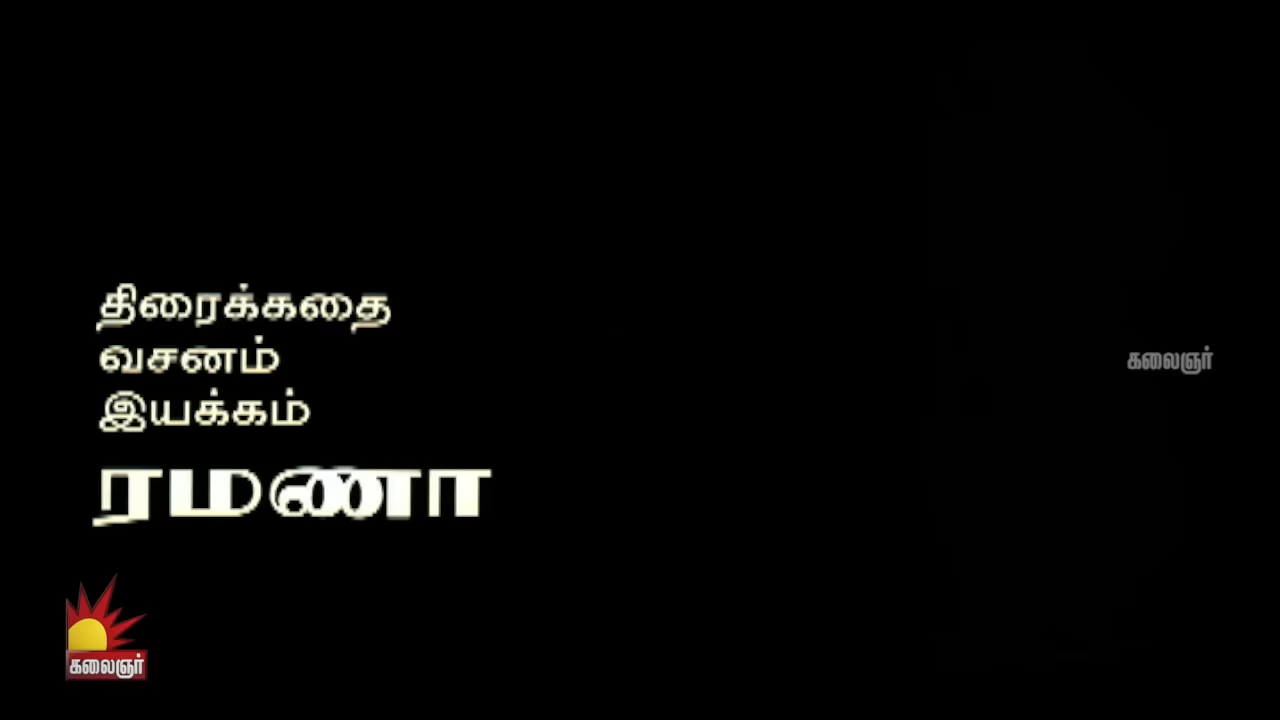 திரைக்கதை
வசனம்
இயக்கம்
ரமணா
கலைஞர்
கலைஞர்